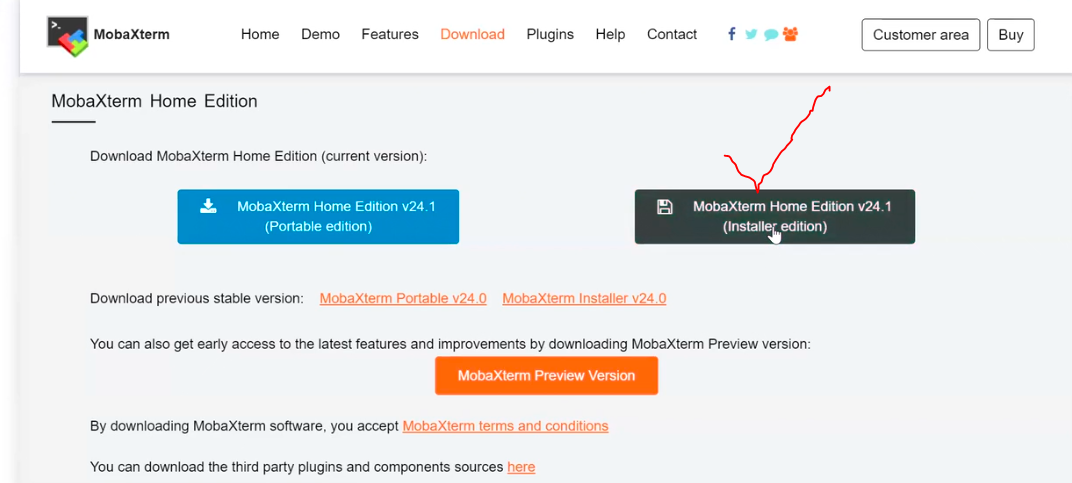 MobaXterm
Home Demo Features Download Plugins Help Contact
Customer area Buy
MobaXterm Home Edition
Download MobaXterm Home Edition (current version):
MobaXterm Home Edition v24.1
(Portable edition)
MobaXterm Home Edition v24.1
(Installer edition)
Download previous stable version: MobaXterm Portable v24.0 MobaXterm Installer v24.0
You can also get early access to the latest features and improvements by downloading MobaXterm Preview version:
MobaXterm Preview Version
By downloading MobaXterm software, you accept MobaXterm terms and conditions
You can download the third party plugins and components sources here